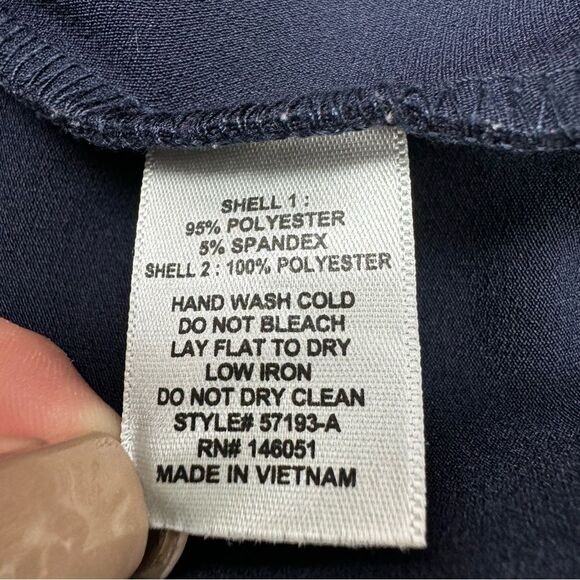 SHELL 1 :
95% POLYESTER
5% SPANDEX
SHELL 2 : 100% POLYESTER
HAND WASH COLD
DO NOT BLEACH
LAY FLAT TO DRY
LOW IRON
DO NOT DRY CLEAN
STYLE# 57193-A
RN# 146051
MADE IN VIETNAM